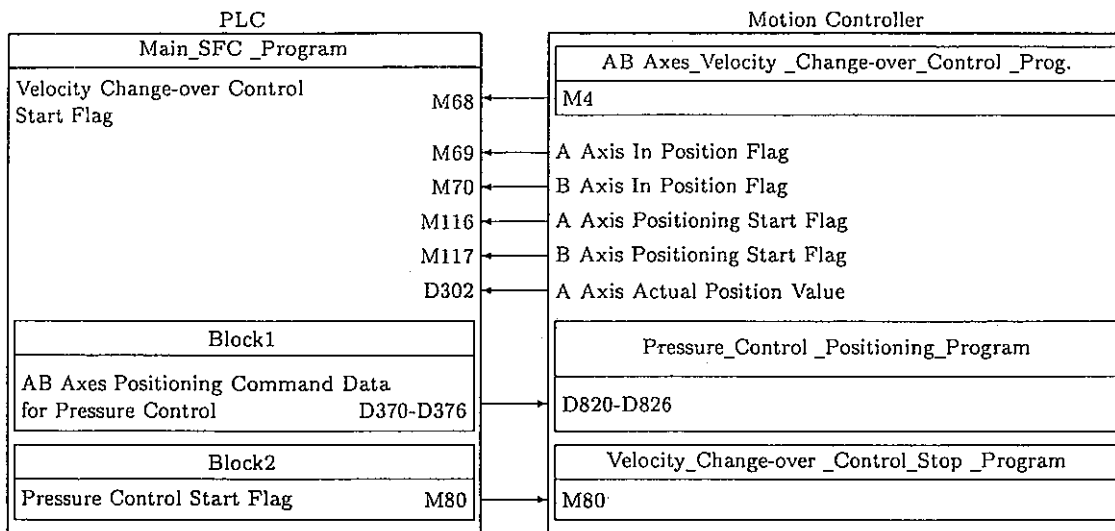 PLC
Motion Controller
Main_SFC _Program
AB Axes_Velocity _Change-over_Control _Prog.
Velocity Change-over Control
Start Flag
M68
M4
M69
A Axis In Position Flag
M70
B Axis In Position Flag
M116
A Axis Positioning Start Flag
M117
B Axis Positioning Start Flag
D302
A Axis Actual Position Value
Block1
Pressure_Control _Positioning_Program
AB Axes Positioning Command Data
for Pressure Control D370-D376
D820-D826
Block2
Velocity_Change-over _Control_Stop _Program
Pressure Control Start Flag M80
M80